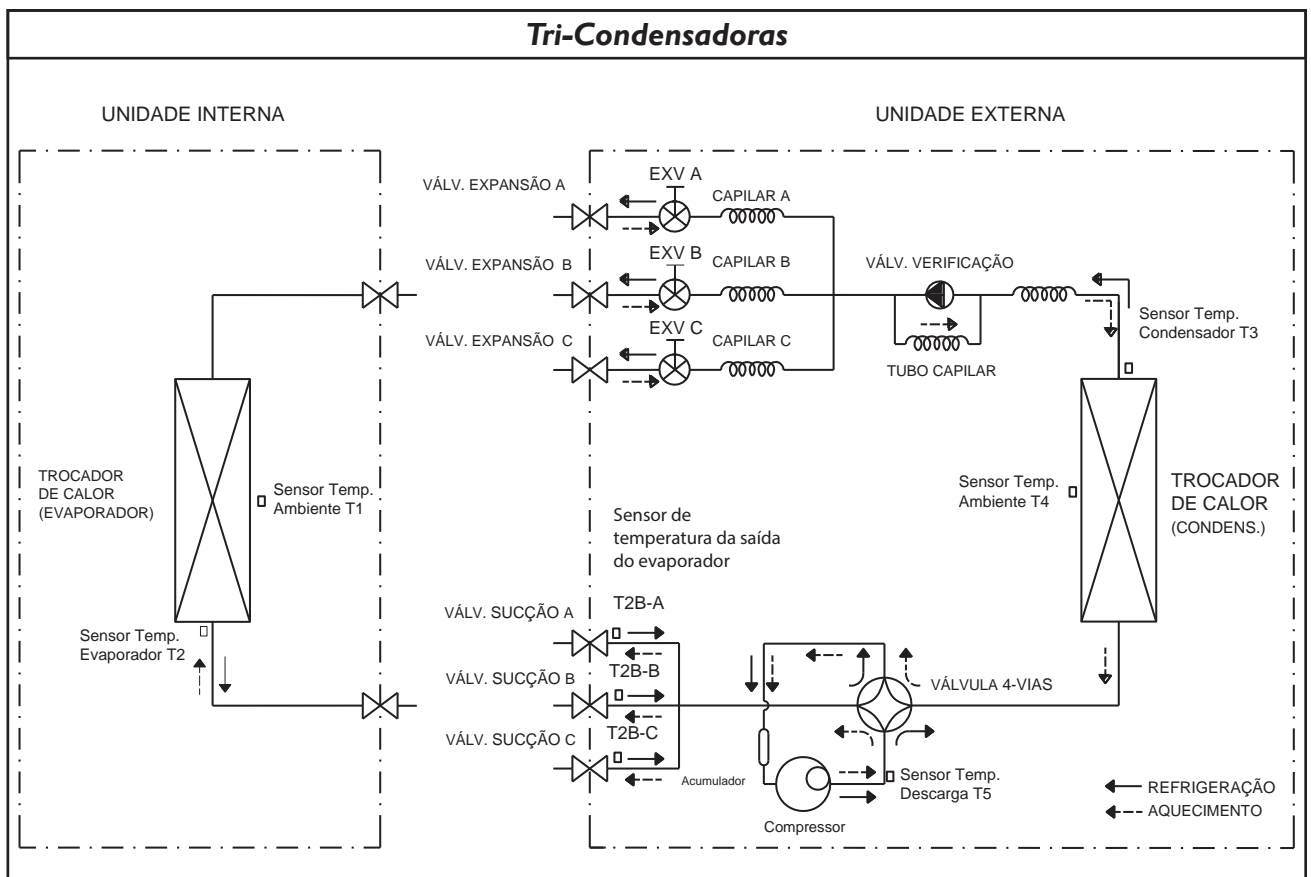 Tri-Condensadoras
UNIDADE INTERNA
UNIDADE EXTERNA
VÁLV. EXPANSÃO A
EXV A
CAPILAR A
VÁLV. EXPANSÃO B
EXV B
CAPILAR B
VÁLV. VERIFICAÇÃO
VÁLV. EXPANSÃO C
EXV C
CAPILAR C
TUBO CAPILAR
Sensor Temp.
Condensador T3
TROCADOR
DE CALOR
(EVAPORADOR)
Sensor Temp.
Ambiente T1
Sensor Temp.
Ambiente T4
TROCADOR
DE CALOR
(CONDENS.)
Sensor de
temperatura da saída
do evaporador
Sensor Temp.
Evaporador T2
VÁLV. SUCÇÃO A
T2B-A
VÁLV. SUCÇÃO B
T2B-B
VÁLV. SUCÇÃO C
T2B-C
VÁLVULA 4-VIAS
Acumulador
Sensor Temp.
Descarga T5
Compressor
REFRIGERAÇÃO
AQUECIMENTO